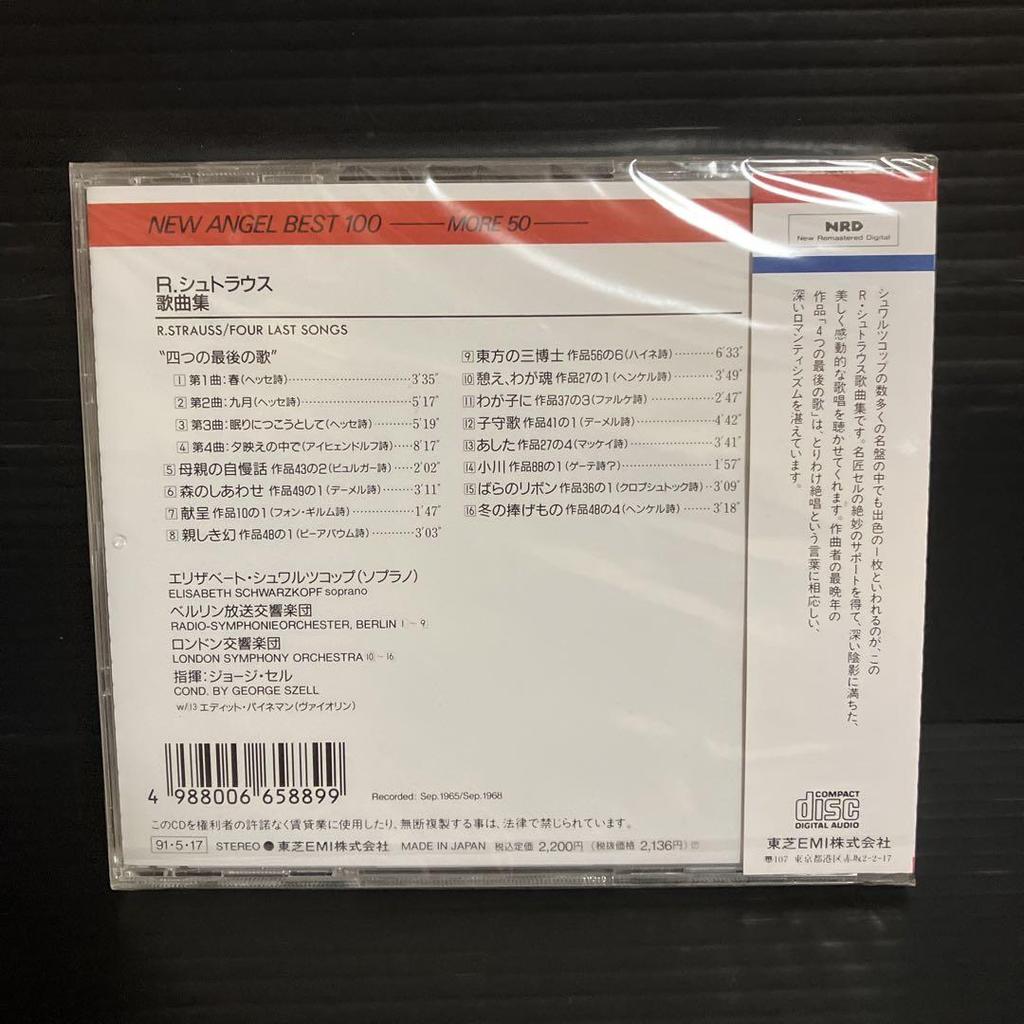 NEW ANGEL BEST 100 —— MORE 50 ——
R.シュトラウス
歌曲集
R.STRAUSS/FOUR LAST SONGS
"四つの最後の歌"
1 第1曲:春(ヘッセ詩)……………………3'35"
2 第2曲:九月(ヘッセ詩)…………………5'17"
3 第3曲:眠りにつこうとして(ヘッセ詩)……5'19"
4 第4曲:夕映えの中で(アイヒェンドルフ詩)……8'17"
5 母親の自慢話 作品43の2(ビュルガー詩)……2'02"
6 森のしあわせ 作品49の1(デーメル詩)……3'11"
7 献呈 作品10の1(フォン・ギルム詩)…………1'47"
8 親しき幻 作品48の1(ビーアバウム詩)…………3'03"
9 東方の三博士 作品56の6(ハイネ詩)………6'33"
10 憩え、わが魂 作品27の1(ヘンケル詩)……3'49"
11 わが子に 作品37の3(ファルケ詩)…………2'47"
12 子守歌 作品41の1(デーメル詩)……………4'42"
13 あした 作品27の4(マッケイ詩)……………3'41"
14 小川 作品88の1(ゲーテ詩?)………………1'57"
15 ばらのリボン 作品36の1(クロプシュトック詩)…3'09"
16 冬の捧げもの 作品48の4(ヘンケル詩)………3'18"
エリザベート・シュワルツコップ(ソプラノ)
ELISABETH SCHWARZKOPF soprano
ベルリン放送交響楽団
RADIO-SYMPHONIEORCHESTER, BERLIN 1~9
ロンドン交響楽団
LONDON SYMPHONY ORCHESTRA 10~16
指揮:ジョージ・セル
COND. BY GEORGE SZELL
w/13 エディット・パイネマン(ヴァイオリン)
4 988006 658899
Recorded: Sep.1965/Sep.1968
このCDを権利者の許諾なく賃貸業に使用したり、無断複製する事は、法律で禁じられています。
91・5・17 STEREO ●東芝EMI株式会社 MADE IN JAPAN 税込定価 2,200円 (税抜価格 2,136円)
NRD
New Remastered Digital
シュワルツコップの数多くの名盤の中でも出色の1枚といわれるのが、この
R・シュトラウス歌曲集です。名匠セルの絶妙のサポートを得て、深い陰影に満ちた、
美しく感動的な歌唱を聴かせてくれます。作曲者の最晩年の
作品「4つの最後の歌」は、とりわけ絶唱という言葉に相応しい、
深いロマンティシズムを湛えています。
COMPACT
disc
DIGITAL AUDIO
東芝EMI株式会社
〒107 東京都港区赤坂2-2-17